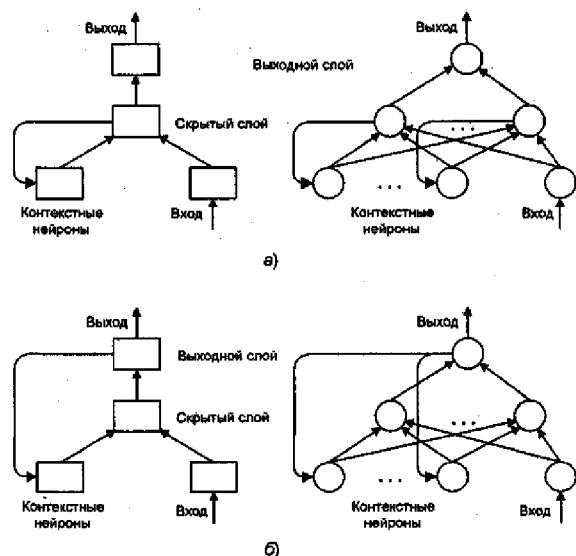 Выход
Выход
Выходной слой
Скрытый слой
. . .
. . .
Контекстные
нейроны
Вход
Контекстные
нейроны
Вход
а)
Выход
Выход
Выходной слой
Скрытый слой
. . .
. . .
Контекстные
нейроны
Вход
Контекстные
нейроны
Вход
б)